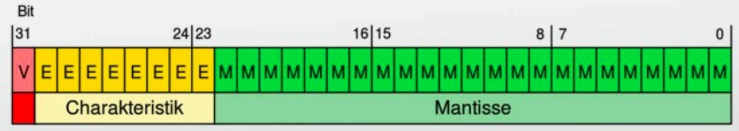 Bit
31 24 23 16 15 8 7 0
V E E E E E E E E M M M M M M M M M M M M M M M M M M M M M M M
Charakteristik Mantisse